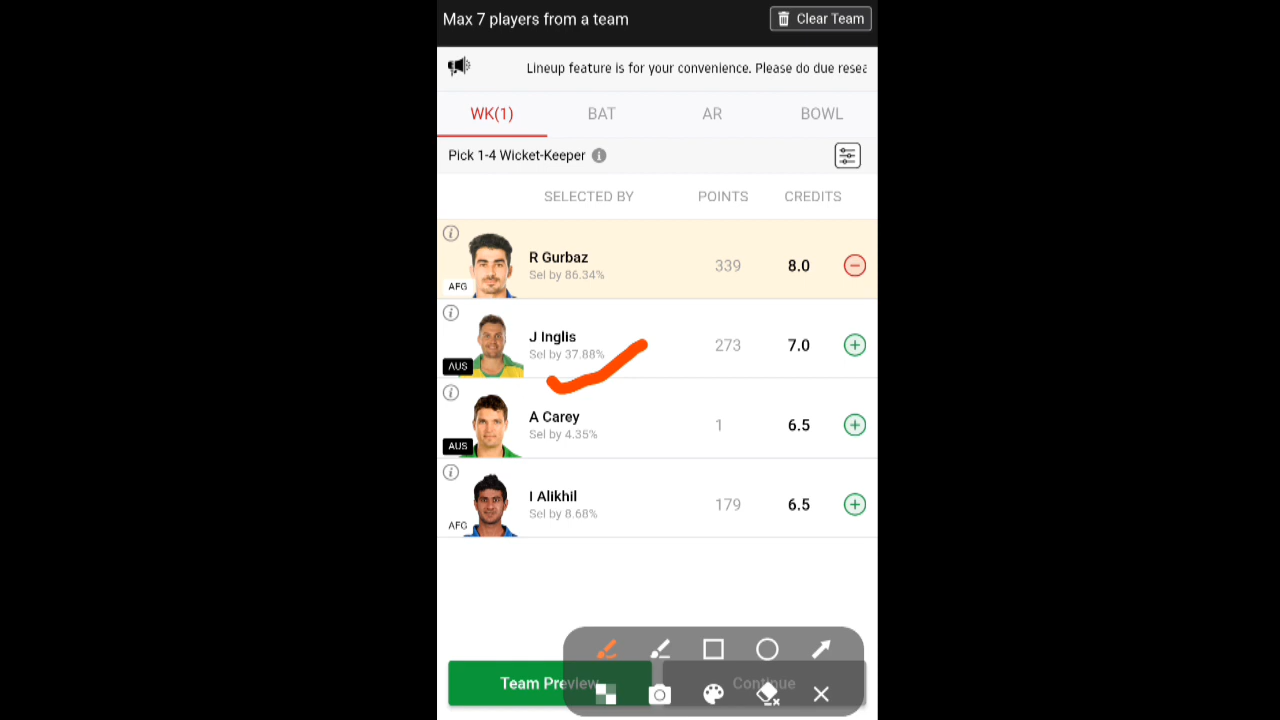 Max 7 players from a team
Clear Team
Lineup feature is for your convenience. Please do due resea
WK(1) BAT AR BOWL
Pick 1-4 Wicket-Keeper i
SELECTED BY POINTS CREDITS
i
R Gurbaz
339 8.0
Sel by 86.34%
AFG
i
J Inglis
273 7.0
Sel by 37.88%
AUS
i
A Carey
1 6.5
Sel by 4.35%
AUS
i
I Alikhil
179 6.5
Sel by 8.68%
AFG
Team Preview Continue